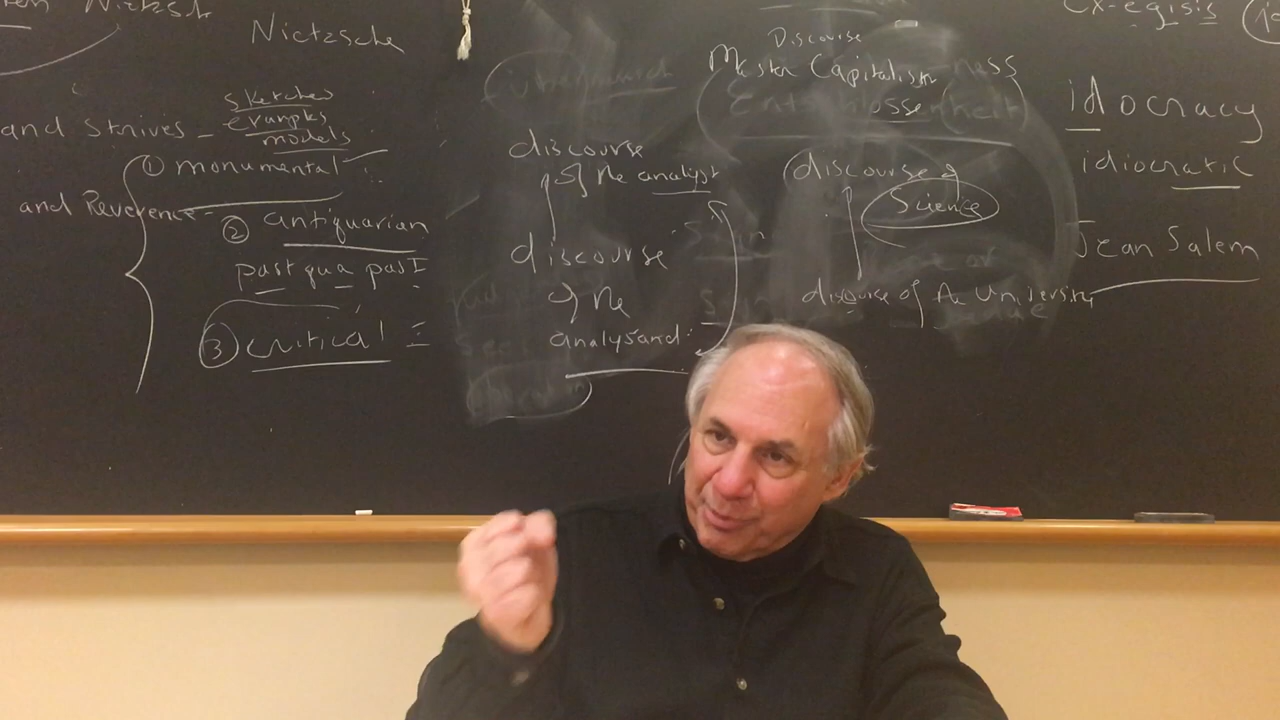 Nietzsche
sketches
examples
models
and strives -
① monumental
and Reverence -
② antiquarian
past qua past
③ critical
discourse
of the analyst
discourse
of the
analysand
Discourse
Master Capitalism
discourse of
Science
discourse of the University
ex-egisis
idiocracy
idiocratic
Jean Salem